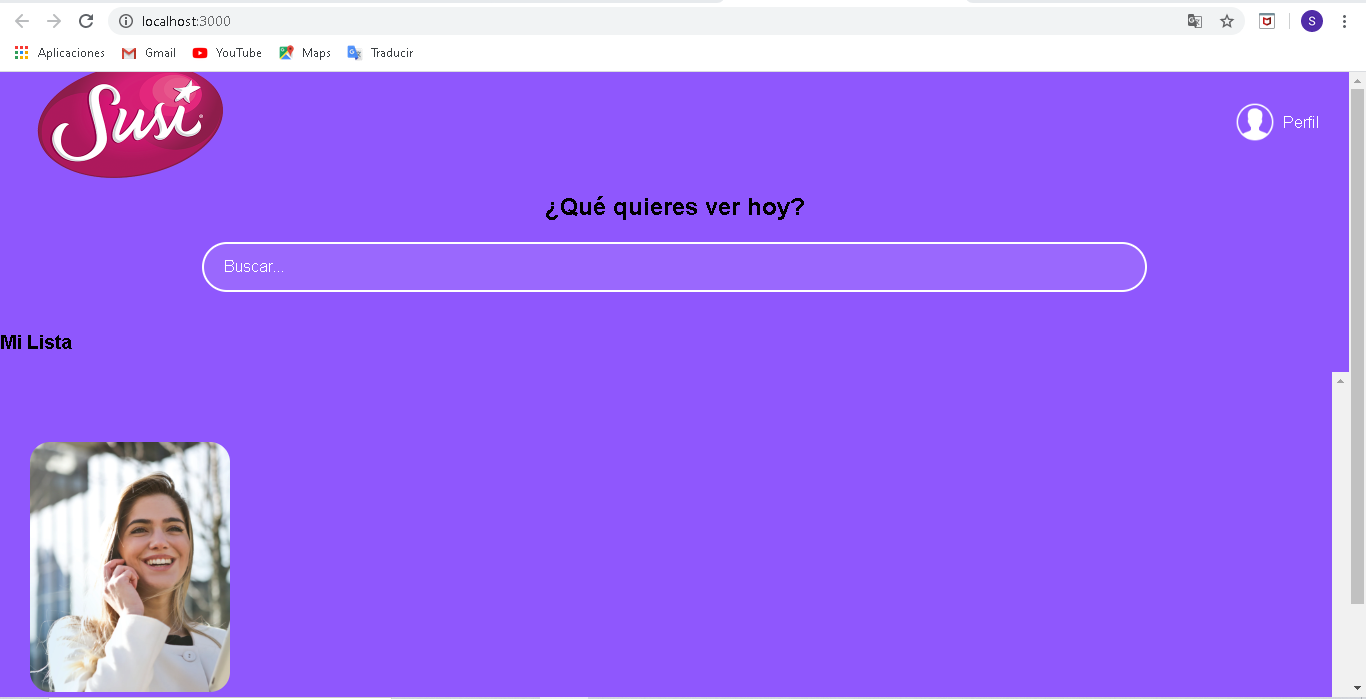 localhost:3000
S
Aplicaciones Gmail YouTube Maps Traducir
Susi
Perfil
¿Qué quieres ver hoy?
Buscar...
Mi Lista